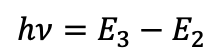 hν = E₃ − E₂